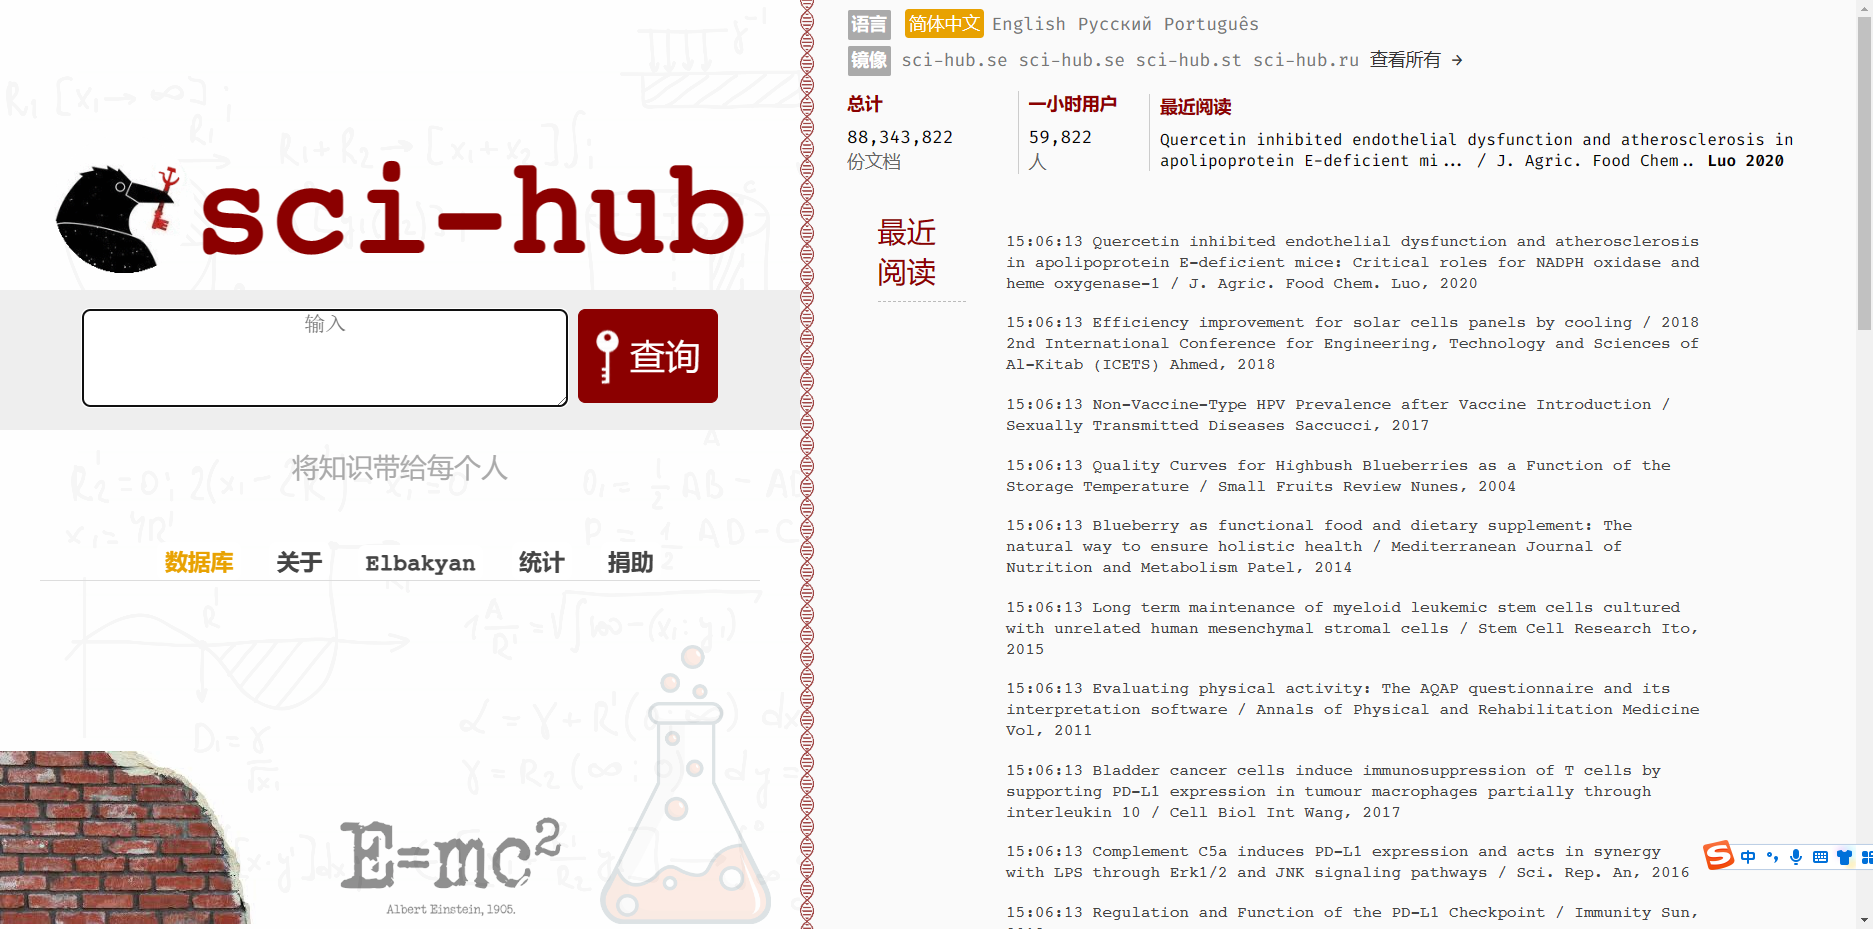 sci-hub
输入
查询
将知识带给每个人
数据库 关于 Elbakyan 统计 捐助
E=mc²
Albert Einstein, 1905.
语言 简体中文 English Русский Português
镜像 sci-hub.se sci-hub.se sci-hub.st sci-hub.ru 查看所有 →
总计
88,343,822
份文档
一小时用户
59,822
人
最近阅读
Quercetin inhibited endothelial dysfunction and atherosclerosis in
apolipoprotein E-deficient mi... / J. Agric. Food Chem.. Luo 2020
最近
阅读
15:06:13 Quercetin inhibited endothelial dysfunction and atherosclerosis
in apolipoprotein E-deficient mice: Critical roles for NADPH oxidase and
heme oxygenase-1 / J. Agric. Food Chem. Luo, 2020
15:06:13 Efficiency improvement for solar cells panels by cooling / 2018
2nd International Conference for Engineering, Technology and Sciences of
Al-Kitab (ICETS) Ahmed, 2018
15:06:13 Non-Vaccine-Type HPV Prevalence after Vaccine Introduction /
Sexually Transmitted Diseases Saccucci, 2017
15:06:13 Quality Curves for Highbush Blueberries as a Function of the
Storage Temperature / Small Fruits Review Nunes, 2004
15:06:13 Blueberry as functional food and dietary supplement: The
natural way to ensure holistic health / Mediterranean Journal of
Nutrition and Metabolism Patel, 2014
15:06:13 Long term maintenance of myeloid leukemic stem cells cultured
with unrelated human mesenchymal stromal cells / Stem Cell Research Ito,
2015
15:06:13 Evaluating physical activity: The AQAP questionnaire and its
interpretation software / Annals of Physical and Rehabilitation Medicine
Vol, 2011
15:06:13 Bladder cancer cells induce immunosuppression of T cells by
supporting PD-L1 expression in tumour macrophages partially through
interleukin 10 / Cell Biol Int Wang, 2017
15:06:13 Complement C5a induces PD-L1 expression and acts in synergy
with LPS through Erk1/2 and JNK signaling pathways / Sci. Rep. An, 2016
15:06:13 Regulation and Function of the PD-L1 Checkpoint / Immunity Sun,
中